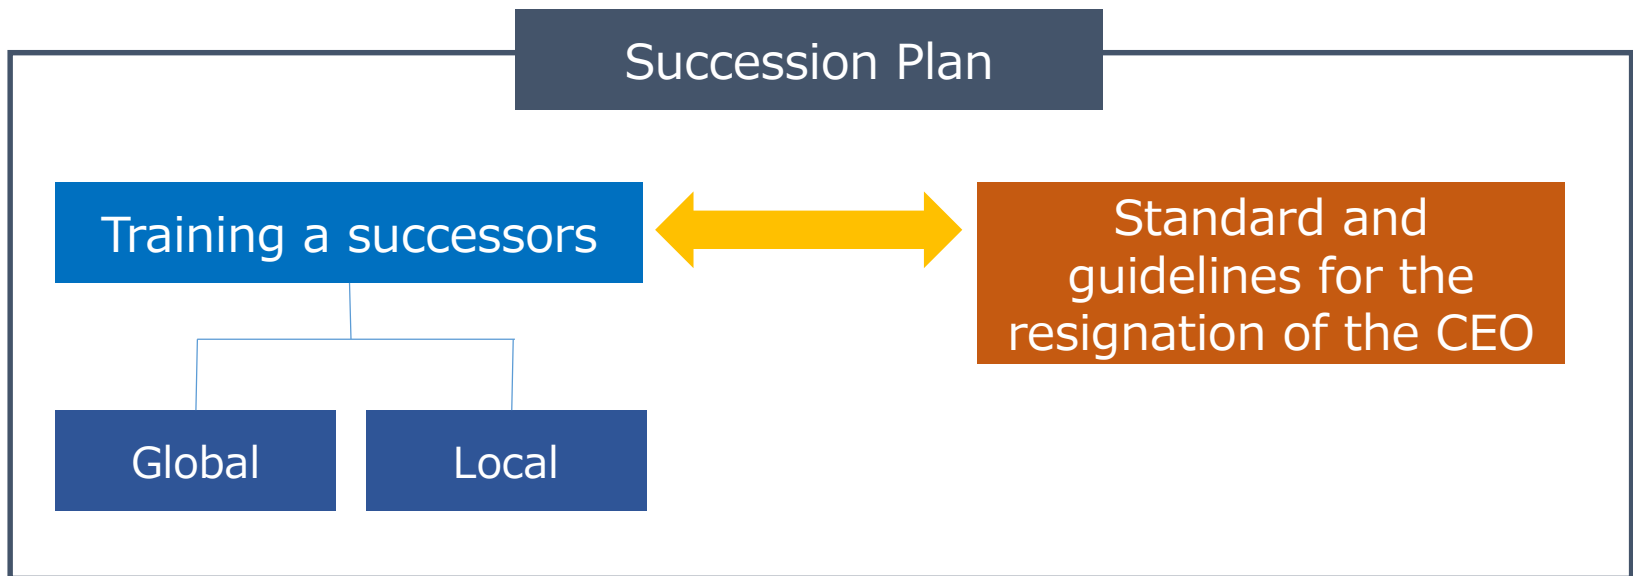 Succession Plan
Training a successors
Standard and
guidelines for the
resignation of the CEO
Global
Local